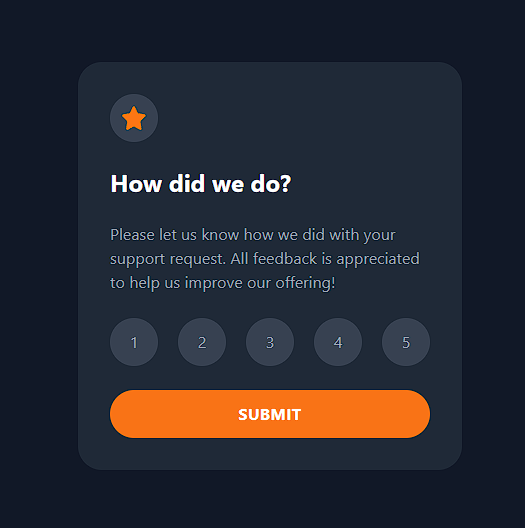 How did we do?
Please let us know how we did with your
support request. All feedback is appreciated
to help us improve our offering!
1 2 3 4 5
SUBMIT